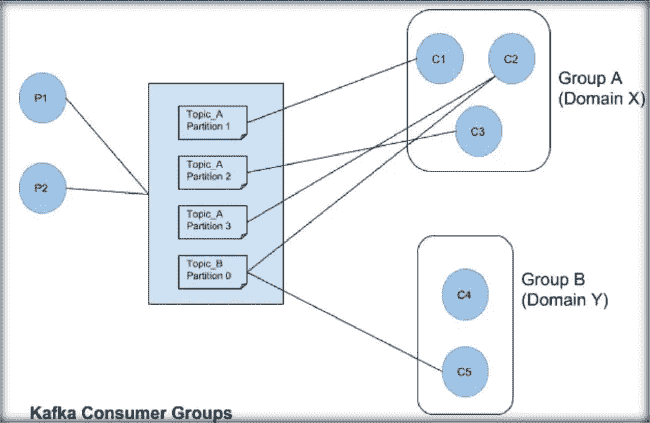 P1
P2
Topic_A
Partition 1
Topic_A
Partition 2
Topic_A
Partition 3
Topic_B
Partition 0
C1
C2
C3
Group A
(Domain X)
C4
C5
Group B
(Domain Y)
Kafka Consumer Groups